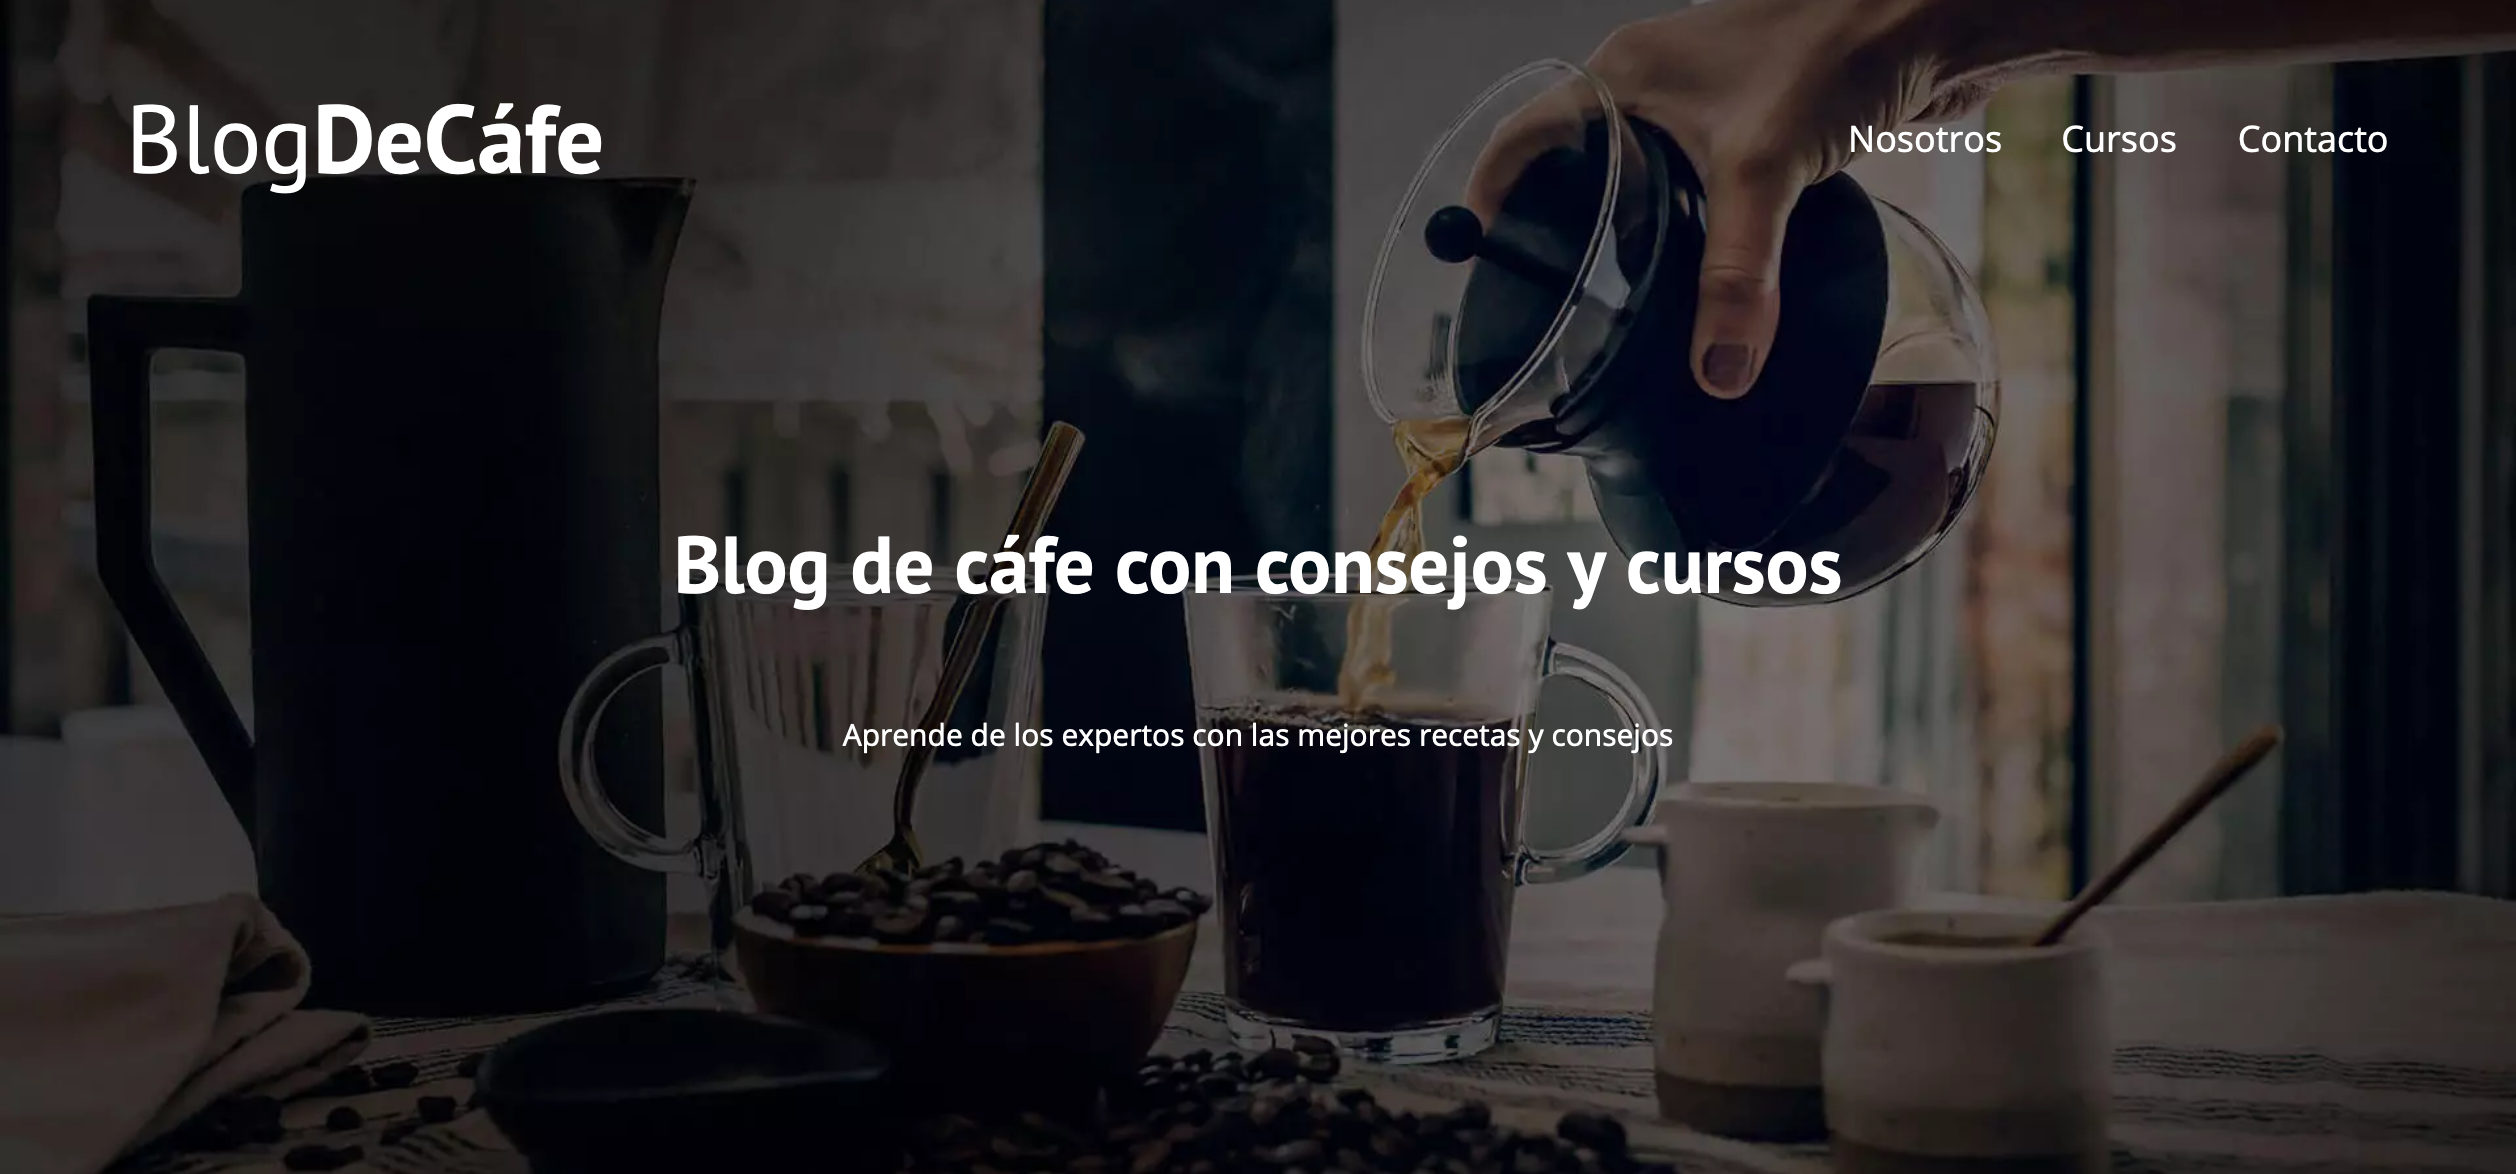 BlogDeCáfe
Nosotros Cursos Contacto
Blog de cáfe con consejos y cursos
Aprende de los expertos con las mejores recetas y consejos